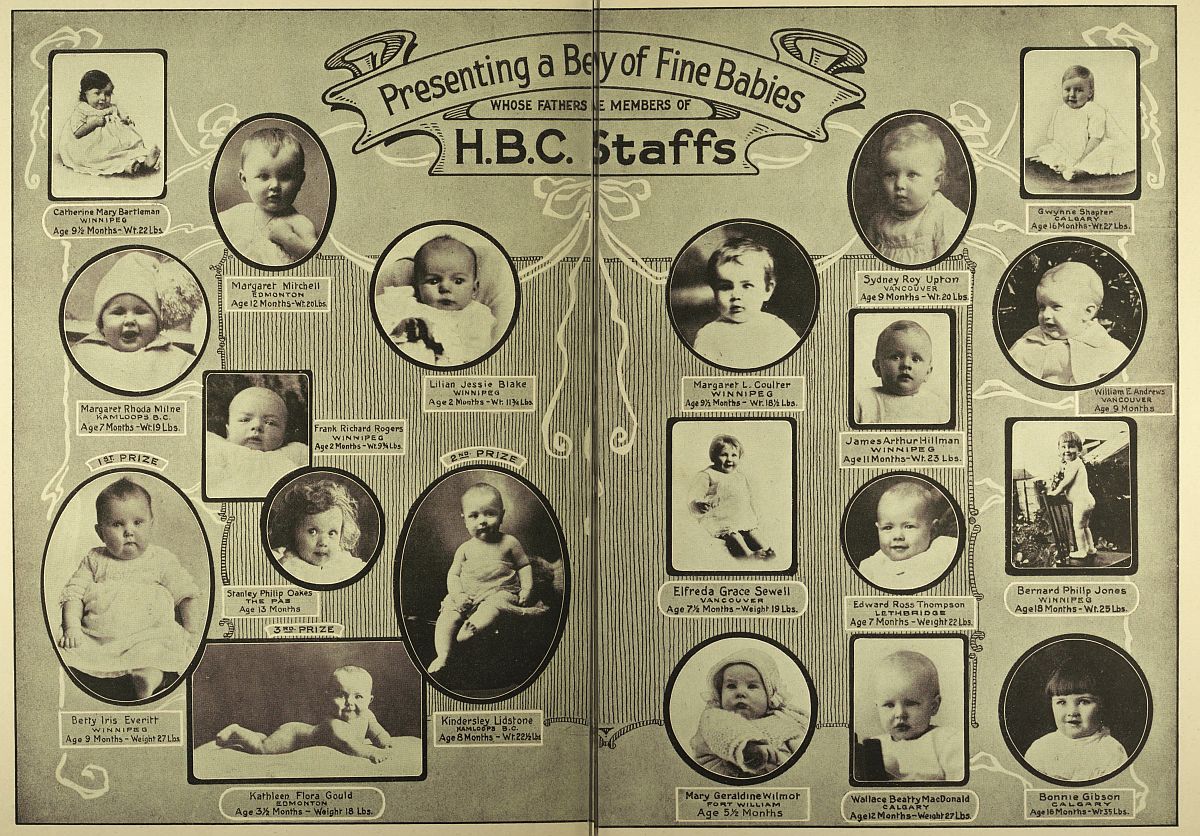 Presenting a Be y of Fine Babies
WHOSE FATHERS E MEMBERS OF
H.B.C. Staffs
Catherine Mary Bartleman
WINNIPEG
Age 9½ Months - Wt. 22 Lbs.
Margaret Mitchell
EDMONTON
Age 12 Months - Wt. 20 Lbs.
Margaret Rhoda Milne
KAMLOOPS B.C.
Age 7 Months - Wt. 19 Lbs.
Lilian Jessie Blake
WINNIPEG
Age 2 Months - Wt. 11¾ Lbs.
Frank Richard Rogers
WINNIPEG
Age 2 Months - Wt. 9¾ Lbs.
1ST PRIZE
2ND PRIZE
Stanley Philip Oakes
THE PAS
Age 13 Months
3RD PRIZE
Betty Iris Everitt
WINNIPEG
Age 9 Months - Weight 27 Lbs
Kindersley Lidstone
KAMLOOPS B.C.
Age 8 Months - Wt. 22½ Lbs
Kathleen Flora Gould
EDMONTON
Age 3½ Months - Weight 18 Lbs.
Gwynne Shapter
CALGARY
Age 16 Months - Wt. 27 Lbs.
Sydney Roy Upton
VANCOUVER
Age 9 Months - Wt. 20 Lbs.
Margaret L. Coulter
WINNIPEG
Age 9½ Months - Wt. 18½ Lbs.
William E. Andrews
VANCOUVER
Age 9 Months
James Arthur Hillman
WINNIPEG
Age 11 Months - Wt. 23 Lbs.
Elfreda Grace Sewell
VANCOUVER
Age 7½ Months - Weight 19 Lbs.
Edward Ross Thompson
LETHBRIDGE
Age 7 Months - Weight 22 Lbs.
Bernard Philip Jones
WINNIPEG
Age 18 Months - Wt. 25 Lbs.
Mary Geraldine Wilmot
FORT WILLIAM
Age 5½ Months
Wallace Beatty MacDonald
CALGARY
Age 12 Months - Weight 27 Lbs.
Bonnie Gibson
CALGARY
Age 16 Months - Wt. 35 Lbs.